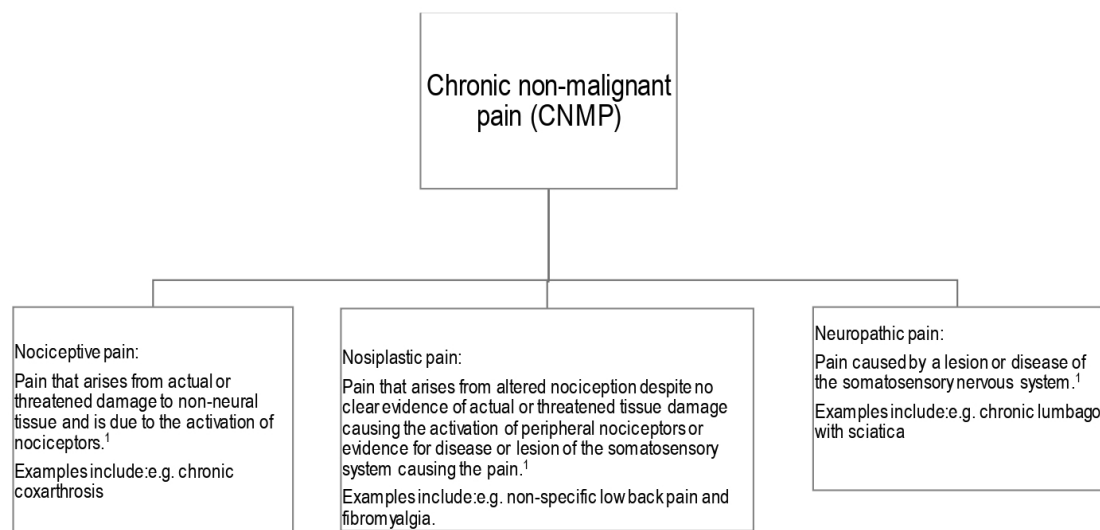 Chronic non-malignant
pain (CNMP)
Nociceptive pain:
Pain that arises from actual or
threatened damage to non-neural
tissue and is due to the activation of
nociceptors.1
Examples include:e.g. chronic
coxarthrosis
Nosiplastic pain:
Pain that arises from altered nociception despite no
clear evidence of actual or threatened tissue damage
causing the activation of peripheral nociceptors or
evidence for disease or lesion of the somatosensory
system causing the pain.1
Examples include:e.g. non-specific low back pain and
fibromyalgia.
Neuropathic pain:
Pain caused by a lesion or disease of
the somatosensory nervous system.1
Examples include:e.g. chronic lumbago
with sciatica